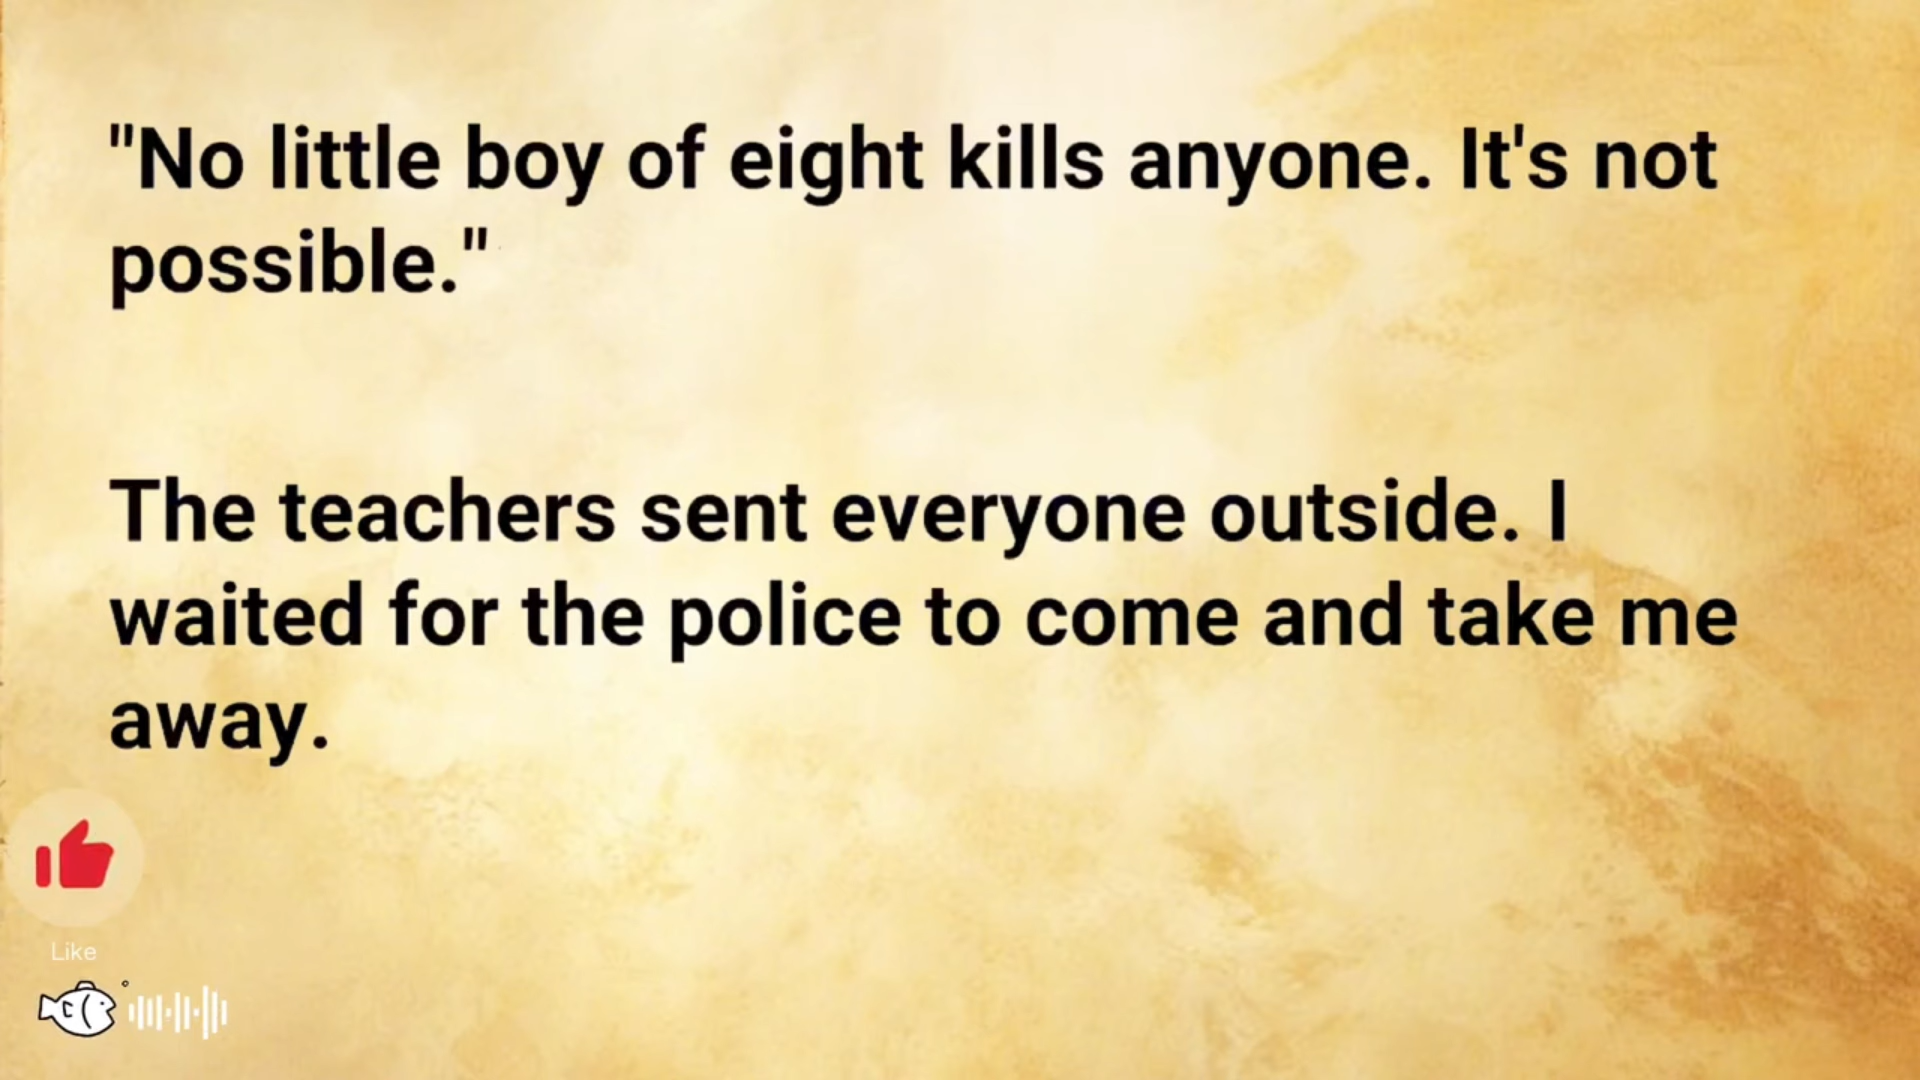 "No little boy of eight kills anyone. It's not
possible."
The teachers sent everyone outside. I
waited for the police to come and take me
away.
Like